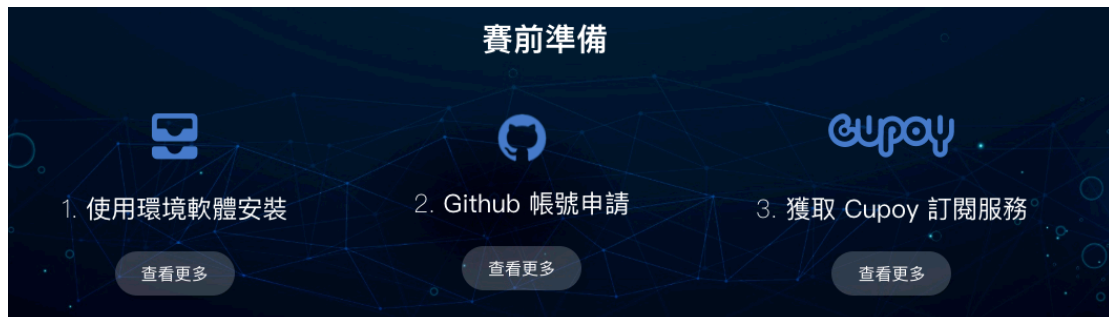 賽前準備
cupoy
1. 使用環境軟體安裝
2. Github 帳號申請
3. 獲取 Cupoy 訂閱服務
查看更多
查看更多
查看更多